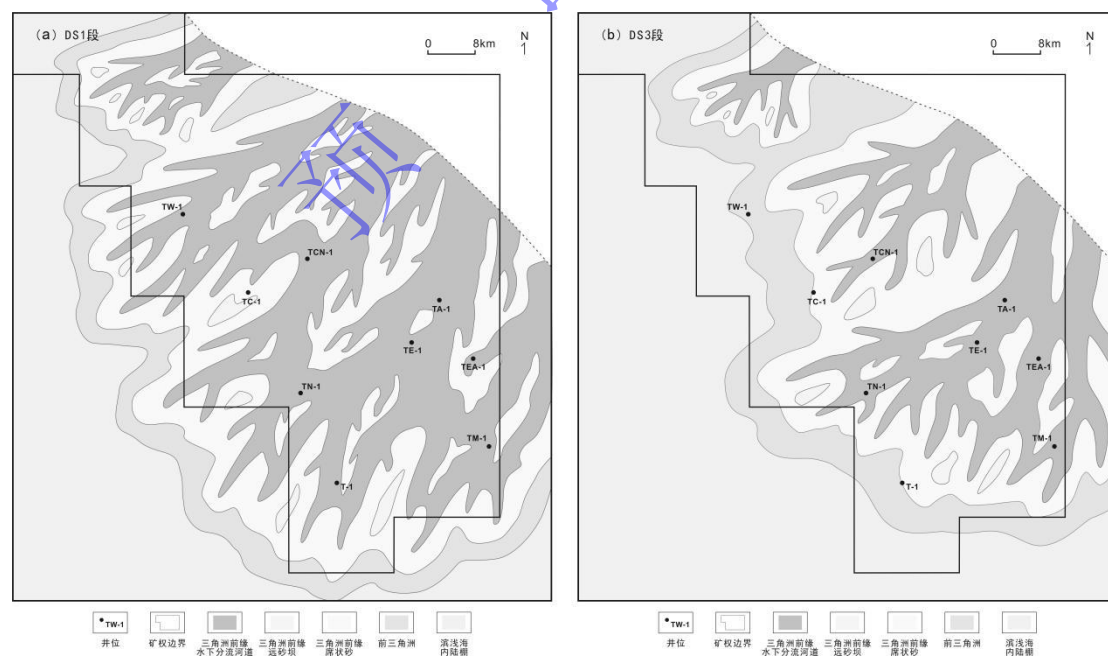 (a) DS1段
0 8km
N
TW-1
TCN-1
TC-1
TA-1
TE-1
TEA-1
TN-1
TM-1
T-1
TW-1
井位
矿权边界
三角洲前缘
水下分流河道
三角洲前缘
远砂坝
三角洲前缘
席状砂
前三角洲
滨浅海
内陆棚
(b) DS3段
0 8km
N
TW-1
TCN-1
TC-1
TA-1
TE-1
TEA-1
TN-1
TM-1
T-1
TW-1
井位
矿权边界
三角洲前缘
水下分流河道
三角洲前缘
远砂坝
三角洲前缘
席状砂
前三角洲
滨浅海
内陆棚